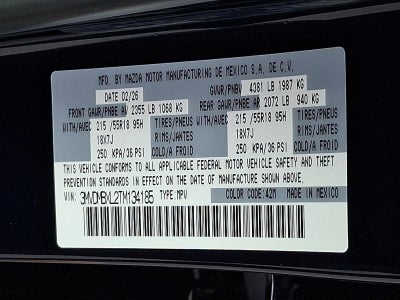 MFD. BY MAZDA MOTOR MANUFACTURING DE MEXICO S.A. DE C.V.
DATE 02/26 GVWR/PNBV 4381 LB 1987 KG
FRONT GAWR/PNBE AV 2355 LB 1068 KG REAR GAWR/PNBE AR 2072 LB 940 KG
WITH/AVEC 215 /55R18 95H TIRES/PNEUS WITH/AVEC 215 /55R18 95H TIRES/PNEUS
18X7J RIMS/JANTES 18X7J RIMS/JANTES
250 KPA/36 PSI COLD/A FROID 250 KPA/36 PSI COLD/A FROID
THIS VEHICLE CONFORMS TO ALL APPLICABLE FEDERAL MOTOR VEHICLE SAFETY AND THEFT
PREVENTION STANDARDS IN EFFECT ON THE DATE OF MANUFACTURE SHOWN ABOVE.
VIN: 3MVDMBXL2TM134185 TYPE:MPV COLOR CODE:42M MADE IN MEXICO